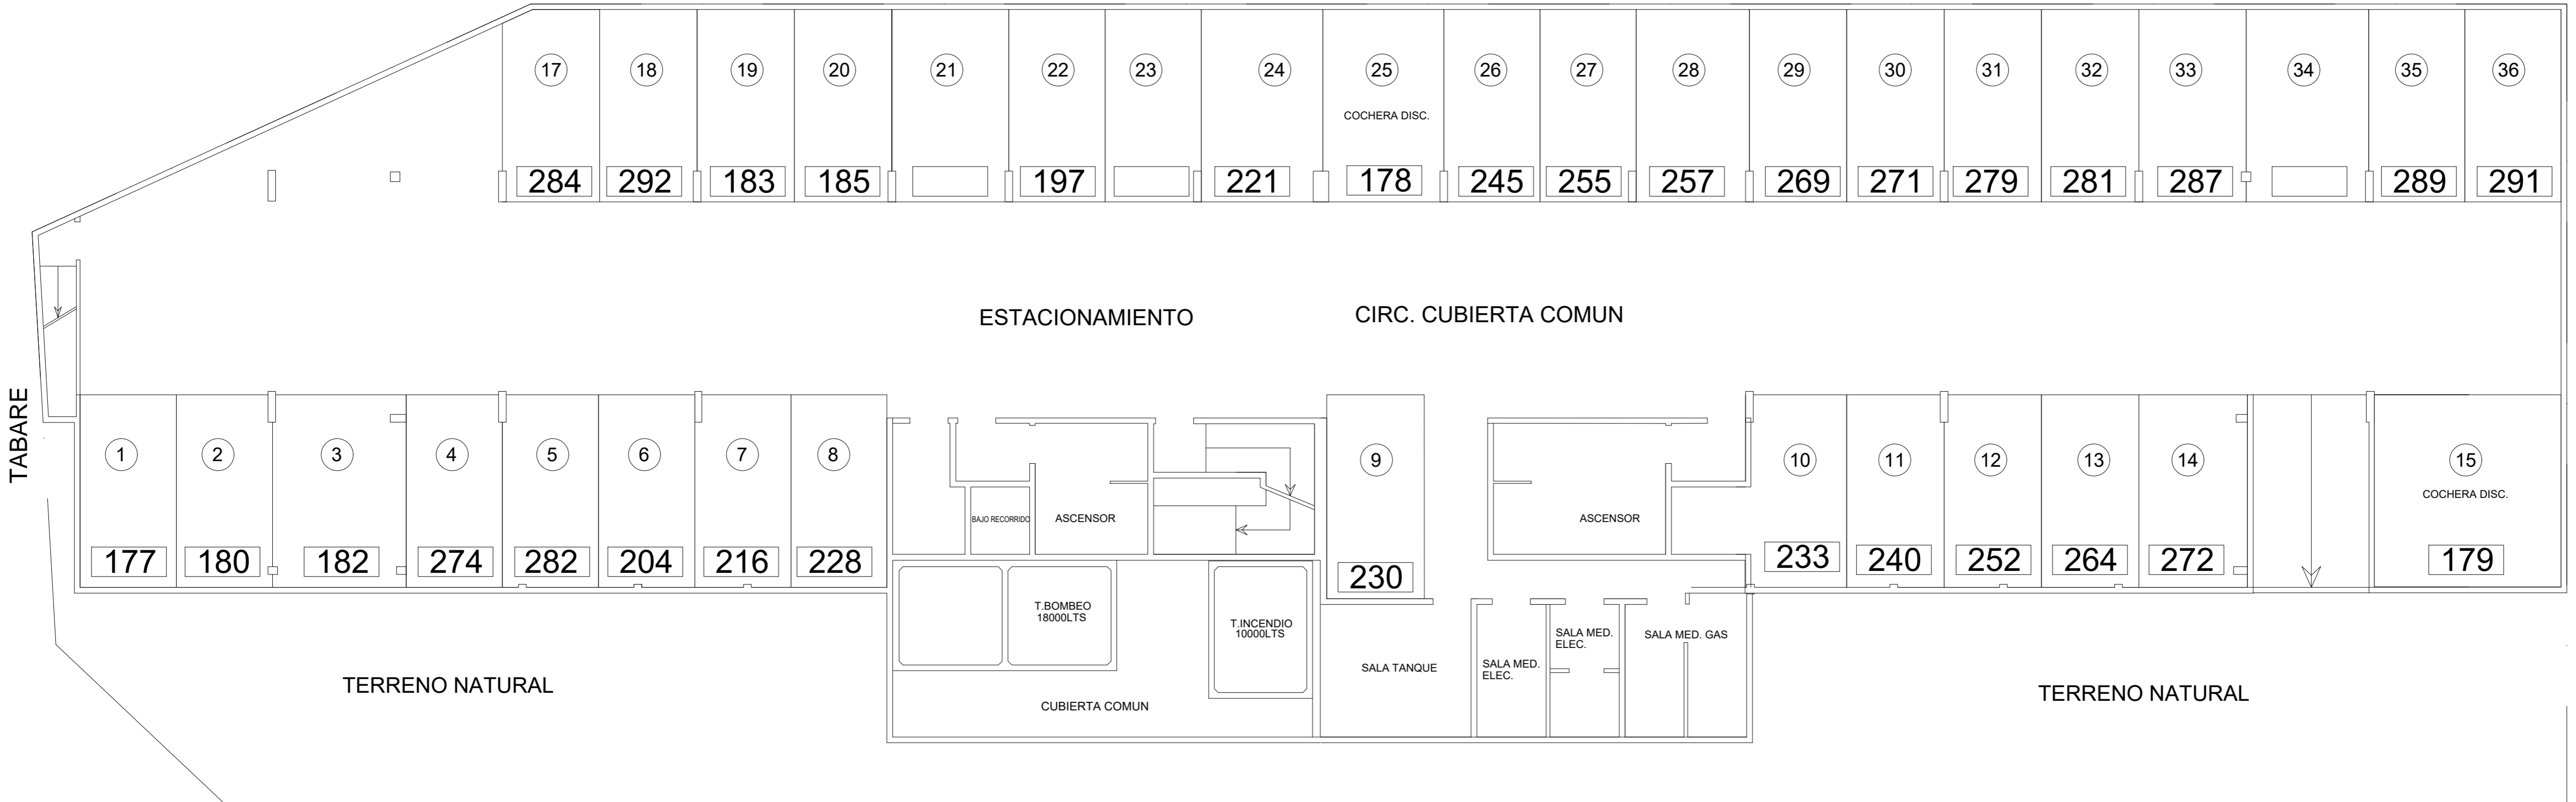 17 18 19 20 21 22 23 24 25 26 27 28 29 30 31 32 33 34 35 36
COCHERA DISC.
284 292 183 185 197 221 178 245 255 257 269 271 279 281 287 289 291
ESTACIONAMIENTO CIRC. CUBIERTA COMUN
TABARE
1 2 3 4 5 6 7 8 9 10 11 12 13 14 15
COCHERA DISC.
BAJO RECORRIDO ASCENSOR ASCENSOR
177 180 182 274 282 204 216 228 230 233 240 252 264 272 179
T.BOMBEO
18000LTS
T.INCENDIO
10000LTS
SALA TANQUE
SALA MED.
ELEC.
SALA MED.
ELEC.
SALA MED. GAS
CUBIERTA COMUN
TERRENO NATURAL
TERRENO NATURAL